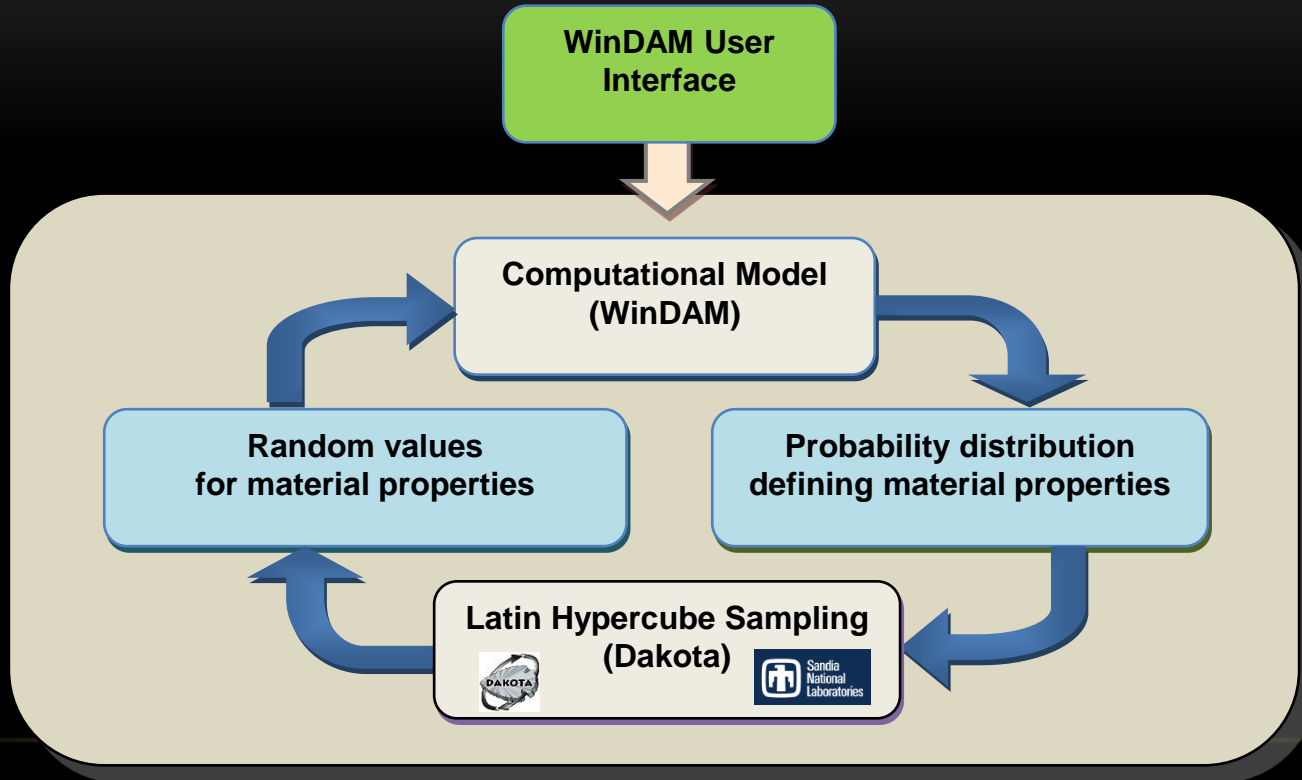 WinDAM User
Interface
Computational Model
(WinDAM)
Random values
for material properties
Probability distribution
defining material properties
Latin Hypercube Sampling
(Dakota)
DAKOTA
Sandia
National
Laboratories